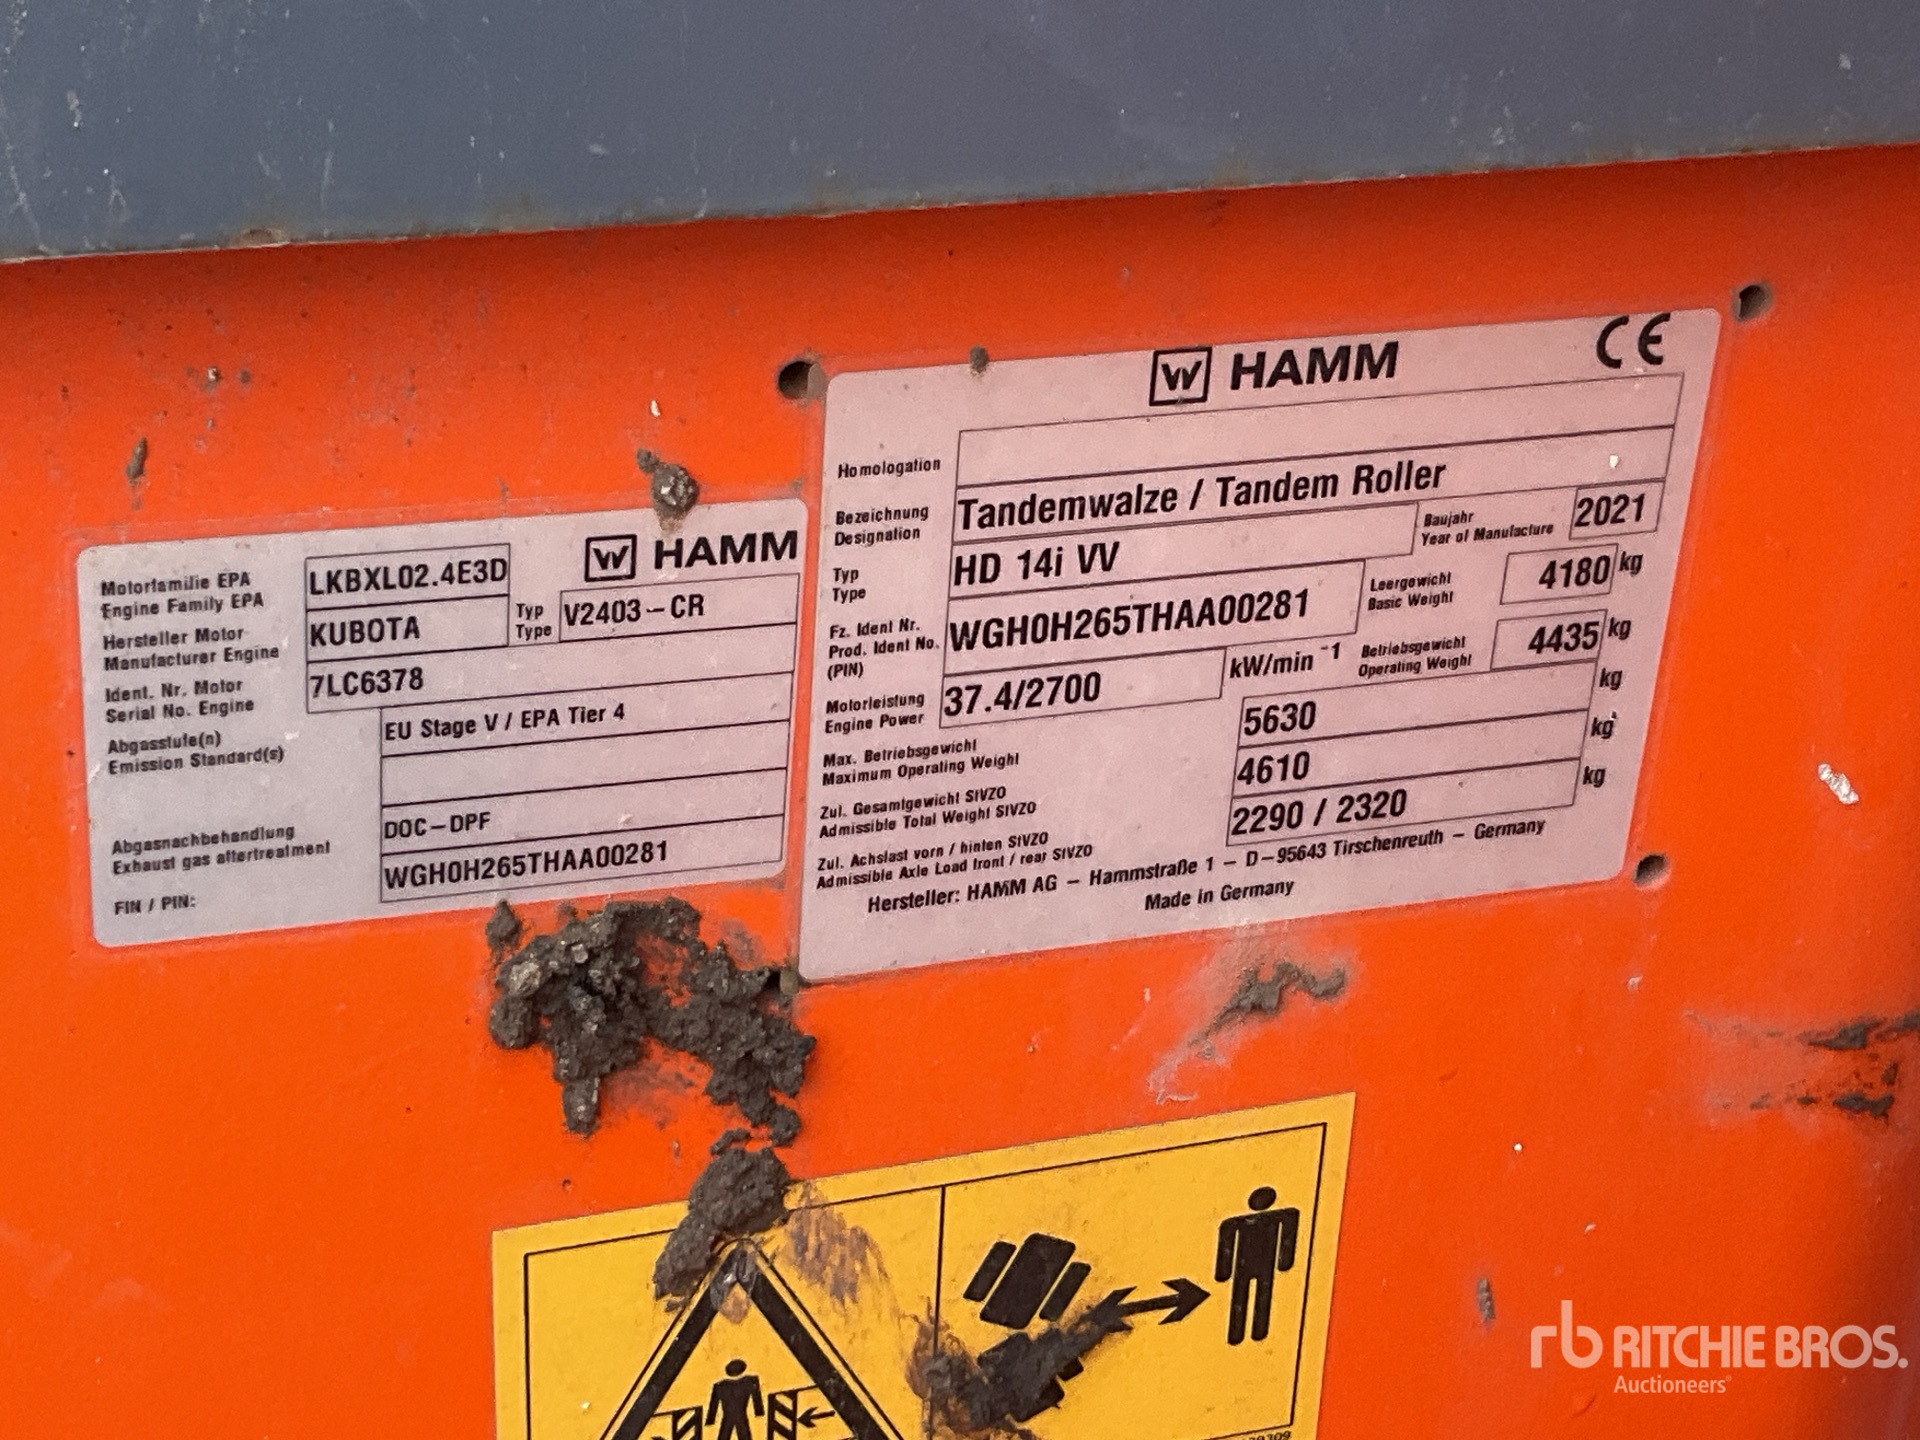 W HAMM
Motorfamilie EPA
Engine Family EPA
LKBXL02.4E3D
Hersteller Motor
Manufacturer Engine
KUBOTA
Typ
Type
V2403-CR
Ident. Nr. Motor
Serial No. Engine
7LC6378
Abgasstufe(n)
Emission Standard(s)
EU Stage V / EPA Tier 4
Abgasnachbehandlung
Exhaust gas aftertreatment
DOC-DPF
FIN / PIN:
WGH0H265THAA00281
W HAMM CE
Homologation
Bezeichnung
Designation
Tandemwalze / Tandem Roller
Typ
Type
HD 14i VV
Baujahr
Year of Manufacture
2021
Fz. Ident Nr.
Prod. Ident No.
(PIN)
WGH0H265THAA00281
Leergewicht
Basic Weight
4180 kg
Motorleistung
Engine Power
37.4/2700 kW/min -1
Betriebsgewicht
Operating Weight
4435 kg
Max. Betriebsgewicht
Maximum Operating Weight
5630 kg
Zul. Gesamtgewicht StVZO
Admissible Total Weight StVZO
4610 kg
Zul. Achslast vorn / hinten StVZO
Admissible Axle Load front / rear StVZO
2290 / 2320 kg
Hersteller: HAMM AG - Hammstraße 1 - D-95643 Tirschenreuth - Germany
Made in Germany
rb RITCHIE BROS.
Auctioneers